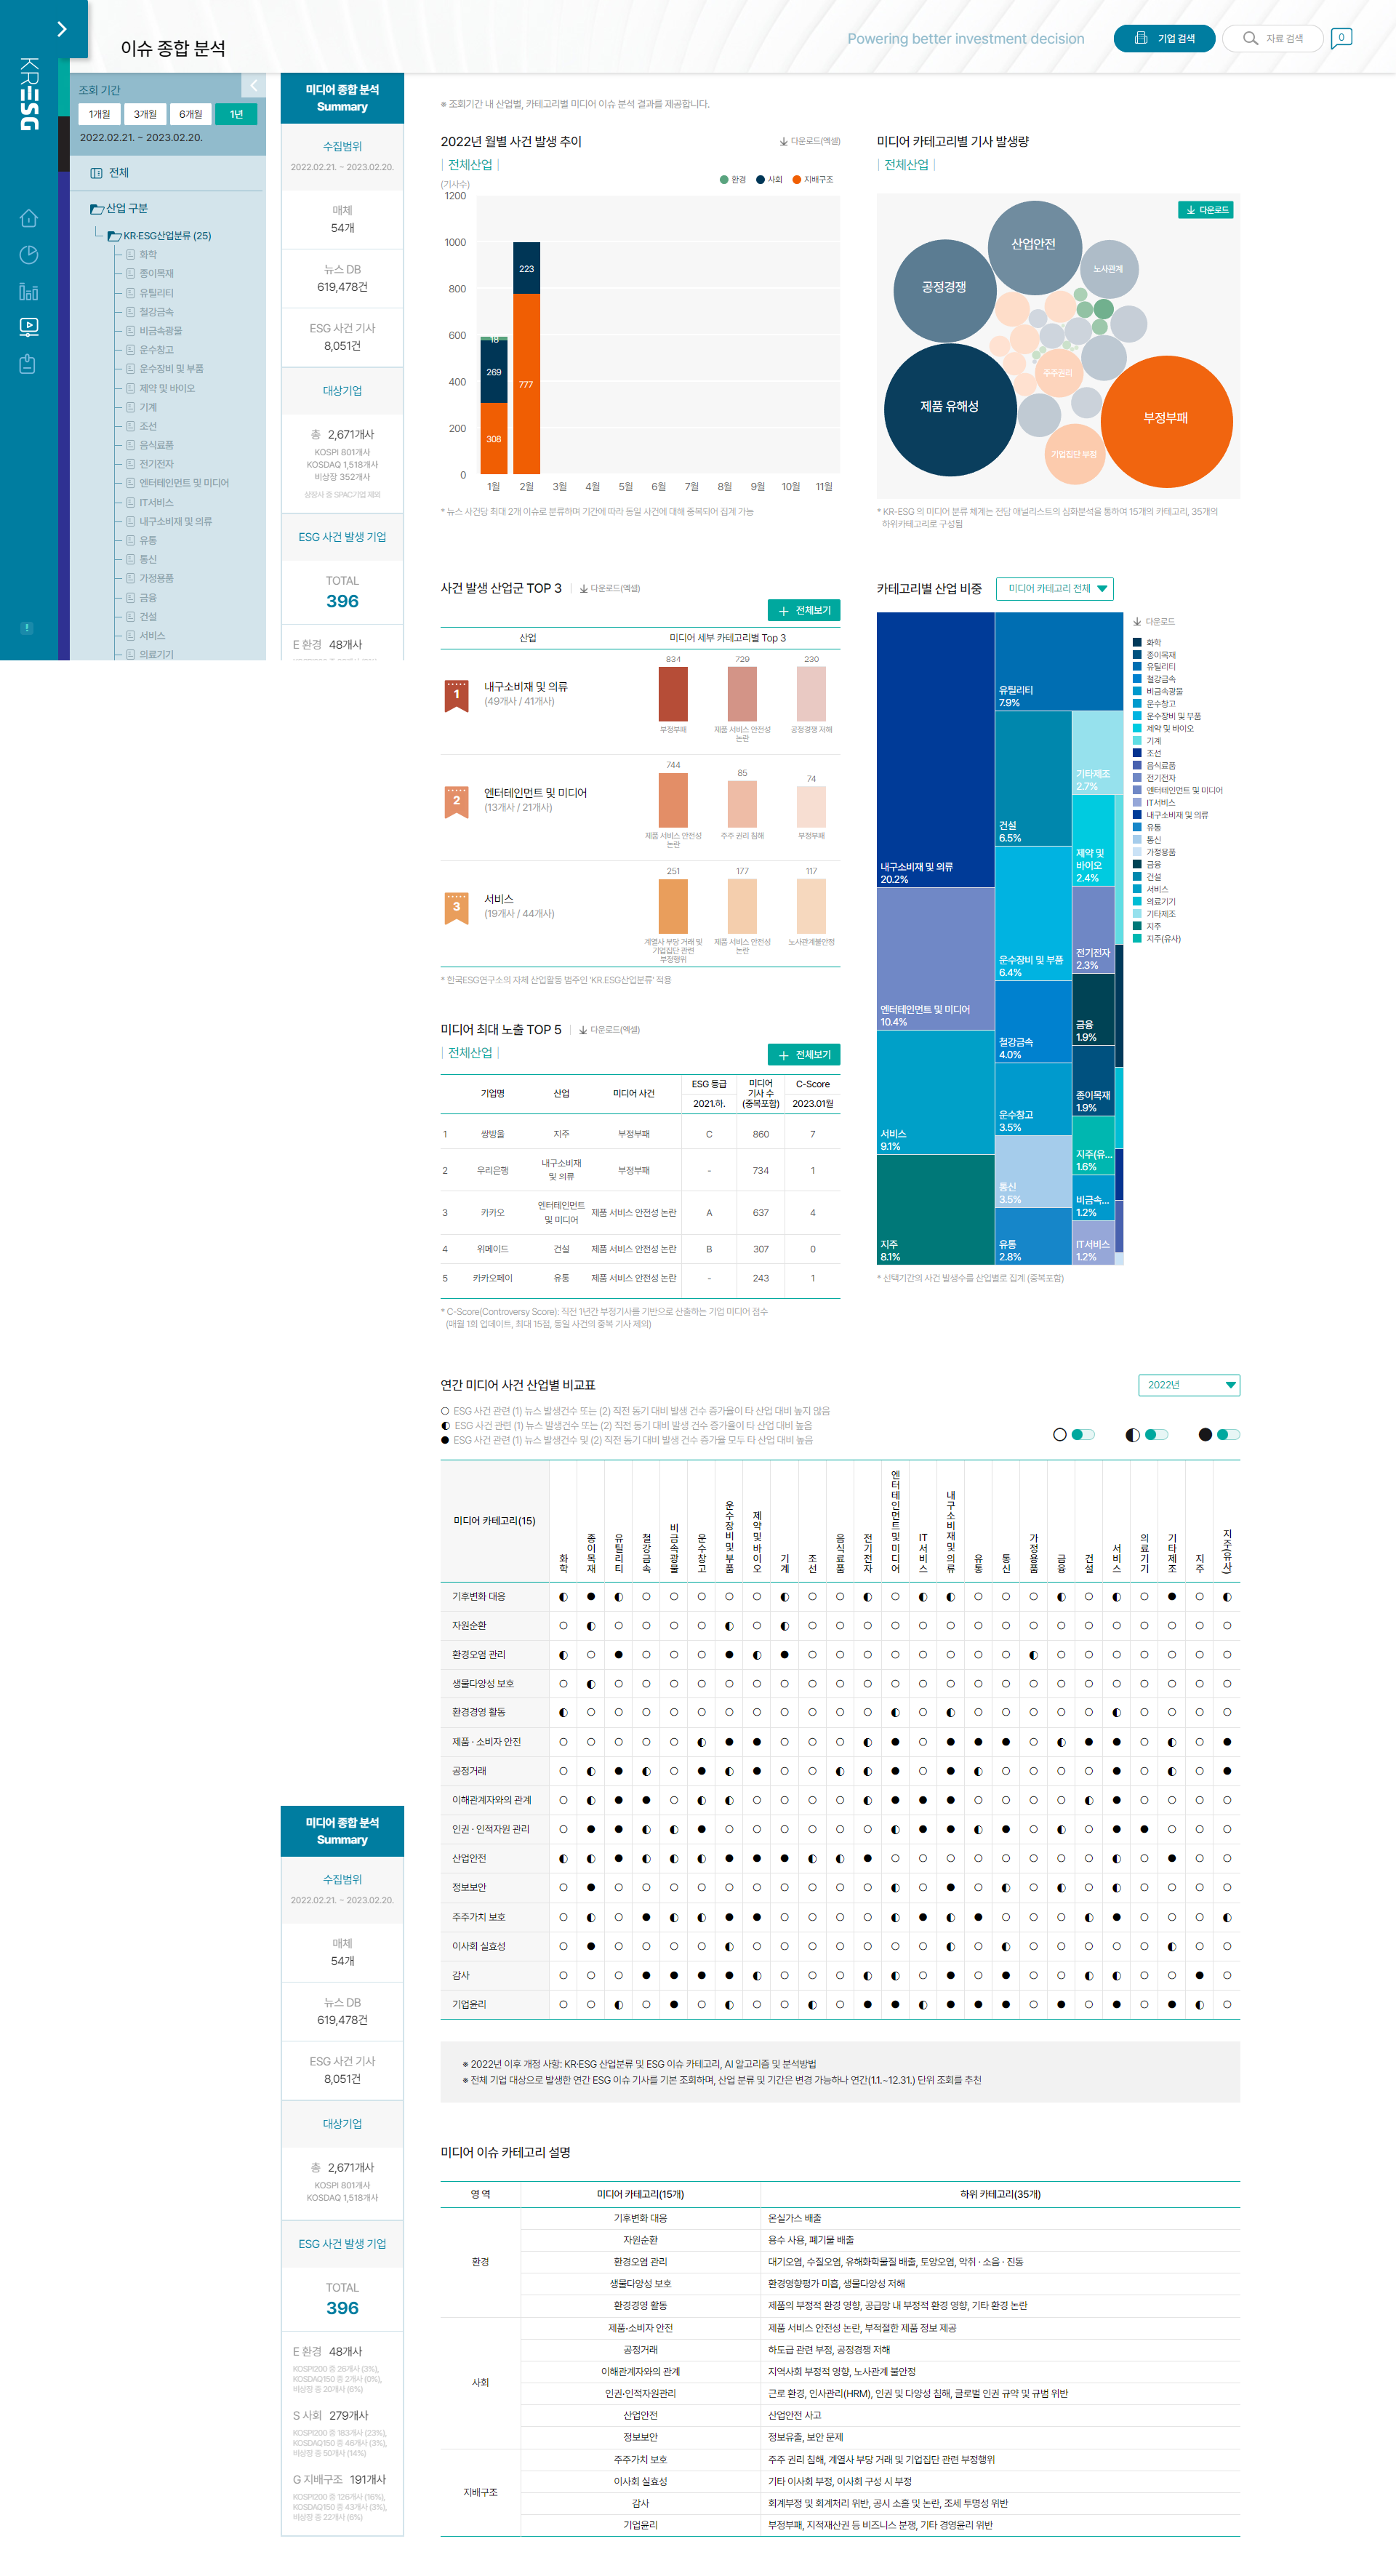 이슈 종합 분석
Powering better investment decision
기업 검색
자료 검색
0
KRESG
조회 기간
1개월
3개월
6개월
1년
2022.02.21. ~ 2023.02.20.
전체
산업 구분
KR·ESG산업분류 (25)
화학
종이목재
유틸리티
철강금속
비금속광물
운수창고
운수장비 및 부품
제약 및 바이오
기계
조선
음식료품
전기전자
엔터테인먼트 및 미디어
IT서비스
내구소비재 및 의류
유통
통신
가정용품
금융
건설
서비스
의료기기
미디어 종합 분석
Summary
수집범위
2022.02.21. ~ 2023.02.20.
매체
54개
뉴스 DB
619,478건
ESG 사건 기사
8,051건
대상기업
총 2,671개사
KOSPI 801개사
KOSDAQ 1,518개사
비상장 352개사
상장사 중 SPAC기업 제외
ESG 사건 발생 기업
TOTAL
396
E 환경 48개사
※ 조회기간 내 산업별, 카테고리별 미디어 이슈 분석 결과를 제공합니다.
2022년 월별 사건 발생 추이
다운로드(엑셀)
전체산업
(기사수)
환경 사회 지배구조
1200
1000
800
600
400
200
0
18
269
308
223
777
1월 2월 3월 4월 5월 6월 7월 8월 9월 10월 11월
* 뉴스 사건당 최대 2개 이슈로 분류하며 기간에 따라 동일 사건에 대해 중복되어 집계 가능
미디어 카테고리별 기사 발생량
전체산업
다운로드
산업안전
노사관계
공정경쟁
주주권리
제품 유해성
부정부패
기업집단 부정
* KR-ESG 의 미디어 분류 체계는 전담 애널리스트의 심화분석을 통하여 15개의 카테고리, 35개의
하위카테고리로 구성됨
사건 발생 산업군 TOP 3
다운로드(엑셀)
전체보기
산업 미디어 세부 카테고리별 Top 3
1
내구소비재 및 의류
(49개사 / 41개사)
834 729 230
부정부패
제품 서비스 안전성
논란
공정경쟁 저해
2
엔터테인먼트 및 미디어
(13개사 / 21개사)
744 85 74
제품 서비스 안전성
논란
주주 권리 침해
부정부패
3
서비스
(19개사 / 44개사)
251 177 117
계열사 부당 거래 및
기업집단 관련
부정행위
제품 서비스 안전성
논란
노사관계불안정
* 한국ESG연구소의 자체 산업활동 범주인 'KR.ESG산업분류' 적용
미디어 최대 노출 TOP 5
다운로드(엑셀)
전체산업
전체보기
기업명 산업 미디어 사건 ESG 등급 미디어 기사 수 (중복포함) C-Score
2021.하. 2023.01월
1 쌍방울 지주 부정부패 C 860 7
2 우리은행 내구소비재 및 의류 부정부패 - 734 1
3 카카오 엔터테인먼트 및 미디어 제품 서비스 안전성 논란 A 637 4
4 위메이드 건설 제품 서비스 안전성 논란 B 307 0
5 카카오페이 유통 제품 서비스 안전성 논란 - 243 1
* C-Score(Controversy Score): 직전 1년간 부정기사를 기반으로 산출하는 기업 미디어 점수
(매월 1회 업데이트, 최대 15점, 동일 사건의 중복 기사 제외)
카테고리별 산업 비중
미디어 카테고리 전체
다운로드
내구소비재 및 의류
20.2%
엔터테인먼트 및 미디어
10.4%
서비스
9.1%
지주
8.1%
유틸리티
7.9%
건설
6.5%
운수장비 및 부품
6.4%
철강금속
4.0%
운수창고
3.5%
통신
3.5%
유통
2.8%
기타제조
2.7%
제약 및
바이오
2.4%
전기전자
2.3%
금융
1.9%
종이목재
1.9%
지주(유...
1.6%
비금속...
1.2%
IT서비스
1.2%
화학
종이목재
유틸리티
철강금속
비금속광물
운수창고
운수장비 및 부품
제약 및 바이오
기계
조선
음식료품
전기전자
엔터테인먼트 및 미디어
IT서비스
내구소비재 및 의류
유통
통신
가정용품
금융
건설
서비스
의료기기
기타제조
지주
지주(유사)
* 선택기간의 사건 발생수를 산업별로 집계 (중복포함)
연간 미디어 사건 산업별 비교표
2022년
○ ESG 사건 관련 (1) 뉴스 발생건수 또는 (2) 직전 동기 대비 발생 건수 증가율이 타 산업 대비 높지 않음
◐ ESG 사건 관련 (1) 뉴스 발생건수 또는 (2) 직전 동기 대비 발생 건수 증가율이 타 산업 대비 높음
● ESG 사건 관련 (1) 뉴스 발생건수 및 (2) 직전 동기 대비 발생 건수 증가율 모두 타 산업 대비 높음
미디어 카테고리(15)
화학 종이목재 유틸리티 철강금속 비금속광물 운수창고 운수장비및부품 제약및바이오 기계 조선 음식료품 전기전자 엔터테인먼트및미디어 IT서비스 내구소비재및의류 유통 통신 가정용품 금융 건설 서비스 의료기기 기타제조 지주 지주(유사)
기후변화 대응
자원순환
환경오염 관리
생물다양성 보호
환경경영 활동
제품 · 소비자 안전
공정거래
이해관계자와의 관계
인권 · 인적자원 관리
산업안전
정보보안
주주가치 보호
이사회 실효성
감사
기업윤리
※ 2022년 이후 개정 사항: KR·ESG 산업분류 및 ESG 이슈 카테고리, AI 알고리즘 및 분석방법
※ 전체 기업 대상으로 발생한 연간 ESG 이슈 기사를 기본 조회하며, 산업 분류 및 기간은 변경 가능하나 연간(1.1.~12.31.) 단위 조회를 추천
미디어 종합 분석
Summary
수집범위
2022.02.21. ~ 2023.02.20.
매체
54개
뉴스 DB
619,478건
ESG 사건 기사
8,051건
대상기업
총 2,671개사
KOSPI 801개사
KOSDAQ 1,518개사
ESG 사건 발생 기업
TOTAL
396
E 환경 48개사
KOSPI200 중 26개사 (3%),
KOSDAQ150 중 2개사 (0%),
비상장 중 20개사 (6%)
S 사회 279개사
KOSPI200 중 183개사 (23%),
KOSDAQ150 중 46개사 (3%),
비상장 중 50개사 (14%)
G 지배구조 191개사
KOSPI200 중 126개사 (16%),
KOSDAQ150 중 43개사 (3%),
비상장 중 22개사 (6%)
미디어 이슈 카테고리 설명
영 역 미디어 카테고리(15개) 하위 카테고리(35개)
환경
기후변화 대응 온실가스 배출
자원순환 용수 사용, 폐기물 배출
환경오염 관리 대기오염, 수질오염, 유해화학물질 배출, 토양오염, 악취 · 소음 · 진동
생물다양성 보호 환경영향평가 미흡, 생물다양성 저해
환경경영 활동 제품의 부정적 환경 영향, 공급망 내 부정적 환경 영향, 기타 환경 논란
사회
제품·소비자 안전 제품 서비스 안전성 논란, 부적절한 제품 정보 제공
공정거래 하도급 관련 부정, 공정경쟁 저해
이해관계자와의 관계 지역사회 부정적 영향, 노사관계 불안정
인권·인적자원관리 근로 환경, 인사관리(HRM), 인권 및 다양성 침해, 글로벌 인권 규약 및 규범 위반
산업안전 산업안전 사고
정보보안 정보유출, 보안 문제
지배구조
주주가치 보호 주주 권리 침해, 계열사 부당 거래 및 기업집단 관련 부정행위
이사회 실효성 기타 이사회 부정, 이사회 구성 시 부정
감사 회계부정 및 회계처리 위반, 공시 소홀 및 논란, 조세 투명성 위반
기업윤리 부정부패, 지적재산권 등 비즈니스 분쟁, 기타 경영윤리 위반